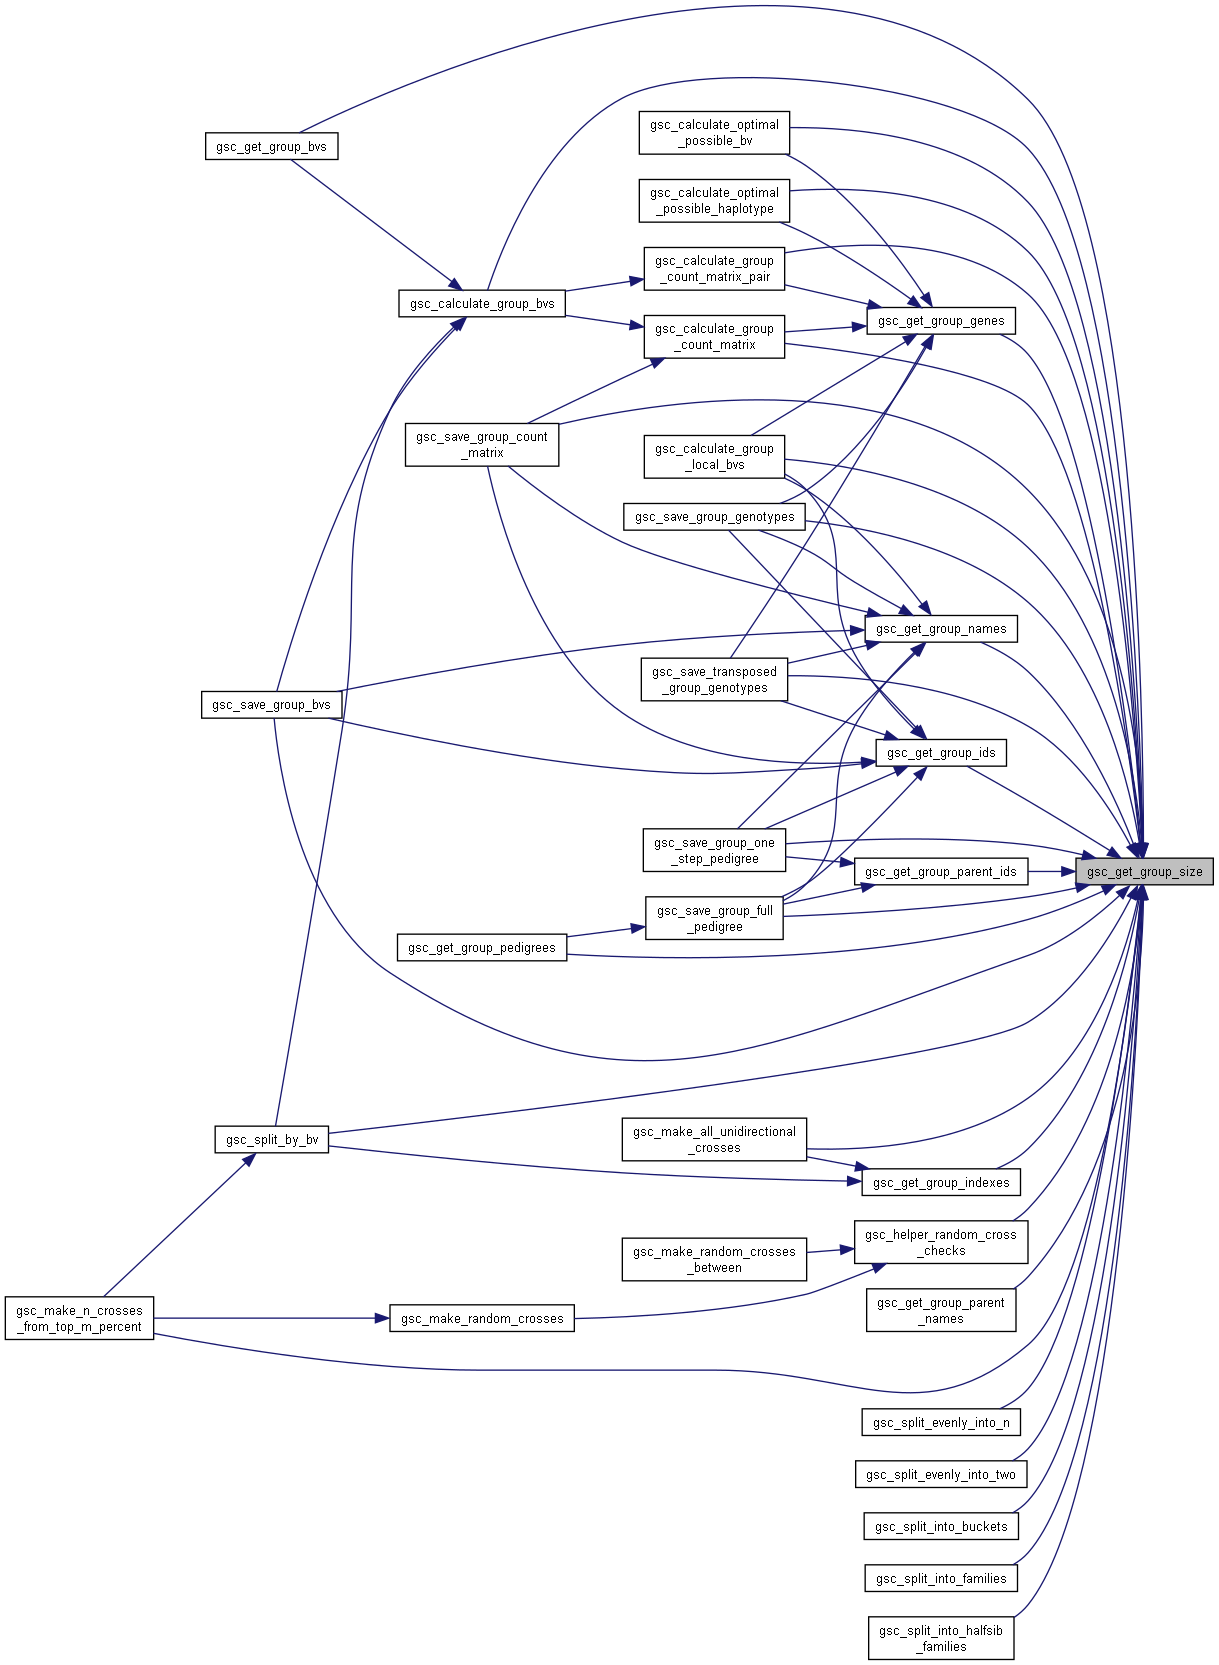 gsc_get_group_bvs
gsc_calculate_optimal
_possible_bv
gsc_calculate_optimal
_possible_haplotype
gsc_calculate_group
_count_matrix_pair
gsc_calculate_group_bvs
gsc_get_group_genes
gsc_calculate_group
_count_matrix
gsc_save_group_count
_matrix
gsc_calculate_group
_local_bvs
gsc_save_group_genotypes
gsc_get_group_names
gsc_save_transposed
_group_genotypes
gsc_save_group_bvs
gsc_get_group_ids
gsc_save_group_one
_step_pedigree
gsc_get_group_parent_ids
gsc_get_group_size
gsc_save_group_full
_pedigree
gsc_get_group_pedigrees
gsc_make_all_unidirectional
_crosses
gsc_split_by_bv
gsc_get_group_indexes
gsc_helper_random_cross
_checks
gsc_make_random_crosses
_between
gsc_get_group_parent
_names
gsc_make_n_crosses
_from_top_m_percent
gsc_make_random_crosses
gsc_split_evenly_into_n
gsc_split_evenly_into_two
gsc_split_into_buckets
gsc_split_into_families
gsc_split_into_halfsib
_families